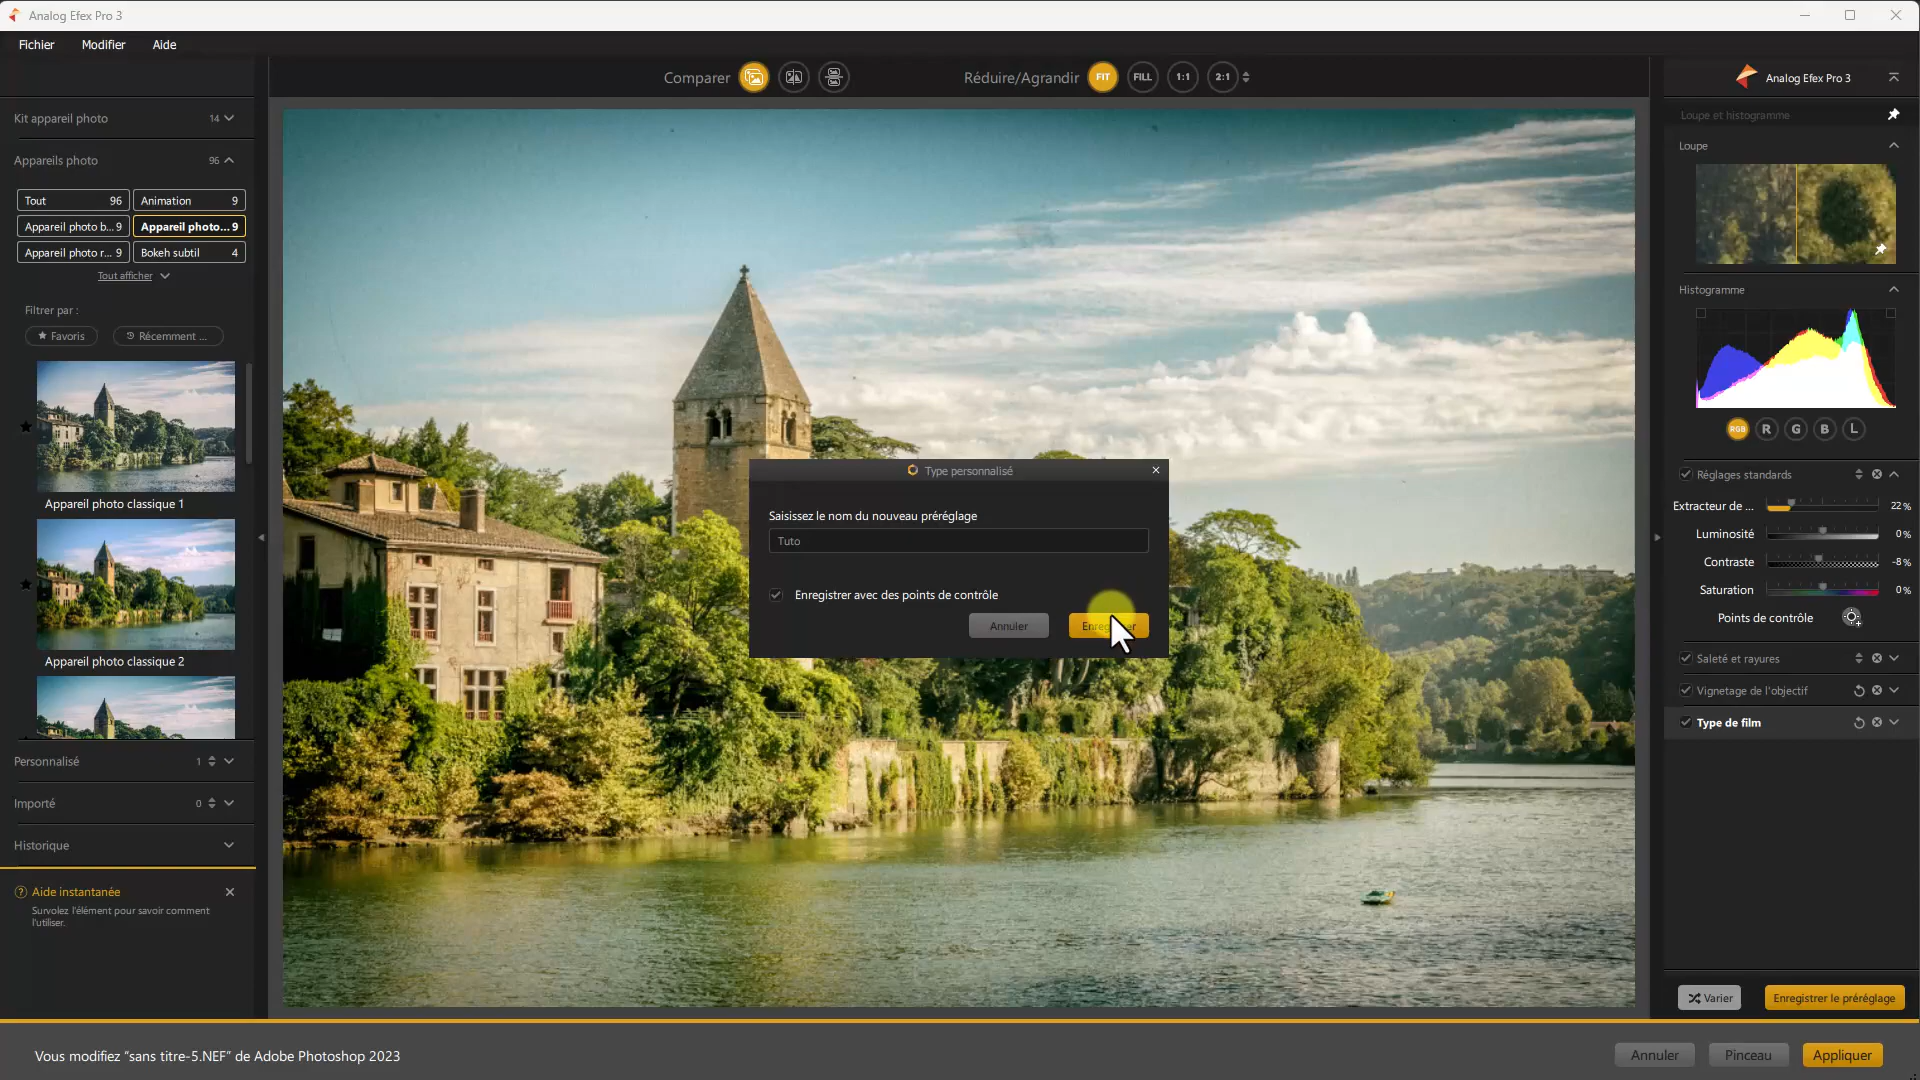 Analog Efex Pro 3
Fichier Modifier Aide
Comparer
Réduire/Agrandir FIT FILL 1:1 2:1
Analog Efex Pro 3
Kit appareil photo 14
Appareils photo 96
Tout 96
Animation 9
Appareil photo b... 9
Appareil photo... 9
Appareil photo r... 9
Bokeh subtil 4
Tout afficher
Filtrer par :
Favoris
Récemment ...
Appareil photo classique 1
Appareil photo classique 2
Personnalisé 1
Importé 0
Historique
? Aide instantanée
Survolez l'élément pour savoir comment
l'utiliser.
Type personnalisé
Saisissez le nom du nouveau préréglage
Tuto
Enregistrer avec des points de contrôle
Annuler
Loupe et histogramme
Loupe
Histogramme
RGB R G B L
Réglages standards
Extracteur de ... 22 %
Luminosité 0 %
Contraste -8 %
Saturation 0 %
Points de contrôle
Saleté et rayures
Vignetage de l'objectif
Type de film
Varier
Enregistrer le préréglage
Vous modifiez "sans titre-5.NEF" de Adobe Photoshop 2023
Annuler
Pinceau
Appliquer